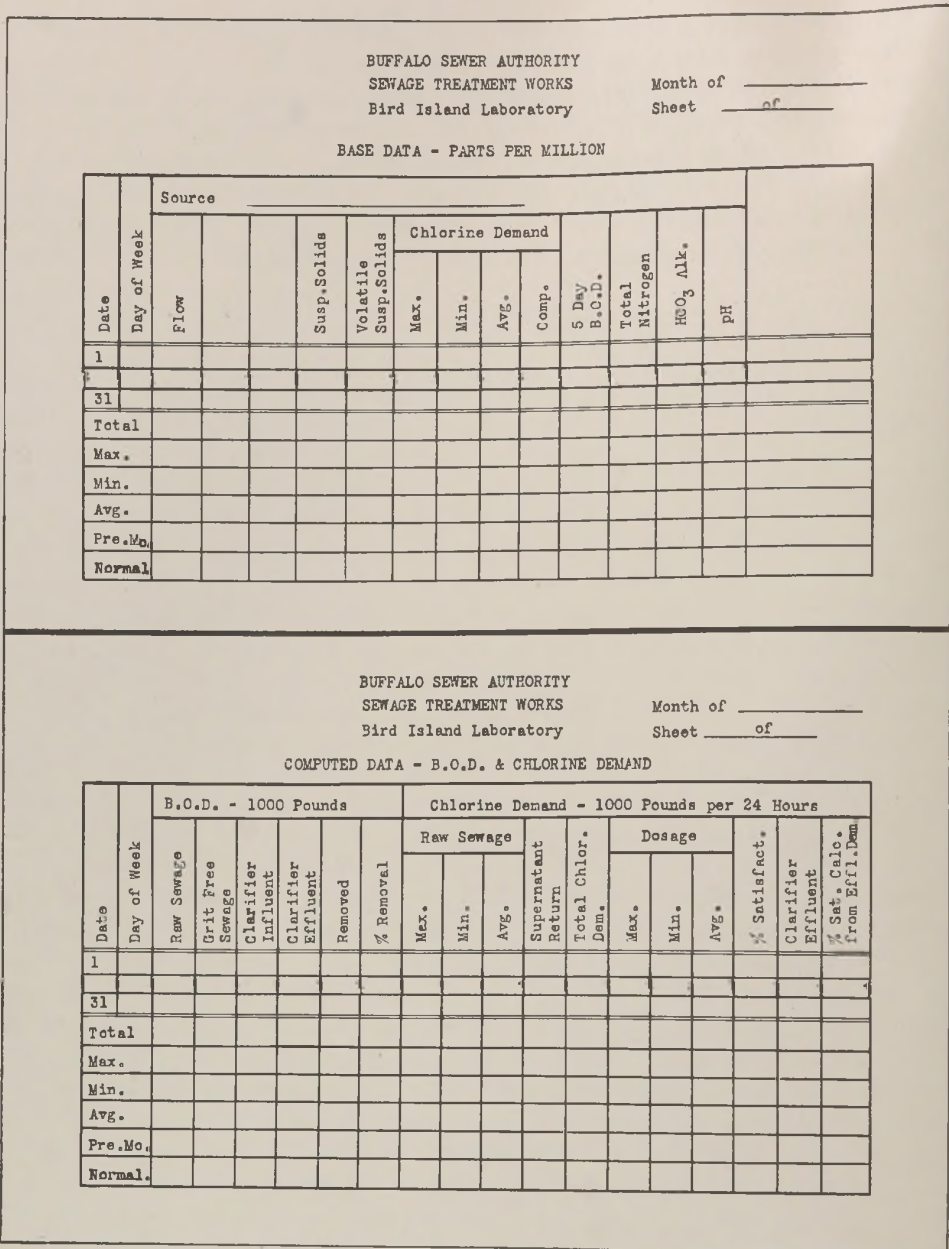 BUFFALO SEWER AUTHORITY
SEWAGE TREATMENT WORKS Month of
Bird Island Laboratory Sheet of
BASE DATA - PARTS PER MILLION
Source
Date
Day of Week
Flow
Susp.Solids
Volatile
Susp.Solids
Chlorine Demand
Max.
Min.
Avg.
Comp.
5 Day
B.O.D.
Total
Nitrogen
HCO3 Alk.
pH
1
31
Total
Max.
Min.
Avg.
Pre.Mo.
Normal
BUFFALO SEWER AUTHORITY
SEWAGE TREATMENT WORKS Month of
Bird Island Laboratory Sheet of
COMPUTED DATA - B.O.D. & CHLORINE DEMAND
Date
Day of Week
B.O.D. - 1000 Pounds
Raw Sewage
Grit Free
Sewage
Clarifier
Influent
Clarifier
Effluent
Removed
% Removal
Chlorine Demand - 1000 Pounds per 24 Hours
Raw Sewage
Max.
Min.
Avg.
Supernatant
Return
Total Chlor.
Dem.
Dosage
Max.
Min.
Avg.
% Satisfact.
Clarifier
Effluent
% Sat. Calc.
from Effl.Dem.
1
31
Total
Max.
Min.
Avg.
Pre.Mo.
Normal.